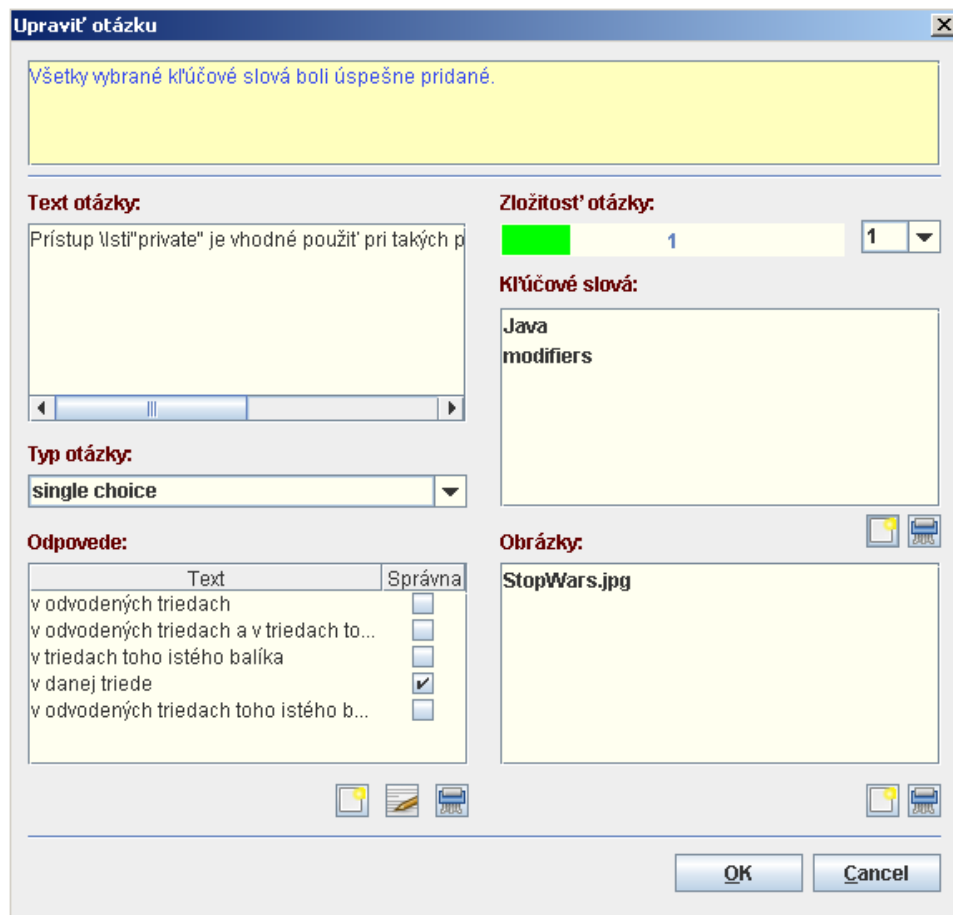 Upraviť otázku
Všetky vybrané kľúčové slová boli úspešne pridané.
Text otázky:
Prístup \lsti"private" je vhodné použiť pri takých p
Typ otázky:
single choice
Odpovede:
Text Správna
v odvodených triedach
v odvodených triedach a v triedach to...
v triedach toho istého balíka
v danej triede
v odvodených triedach toho istého b...
Zložitosť otázky:
1 1
Kľúčové slová:
Java
modifiers
Obrázky:
StopWars.jpg
OK Cancel